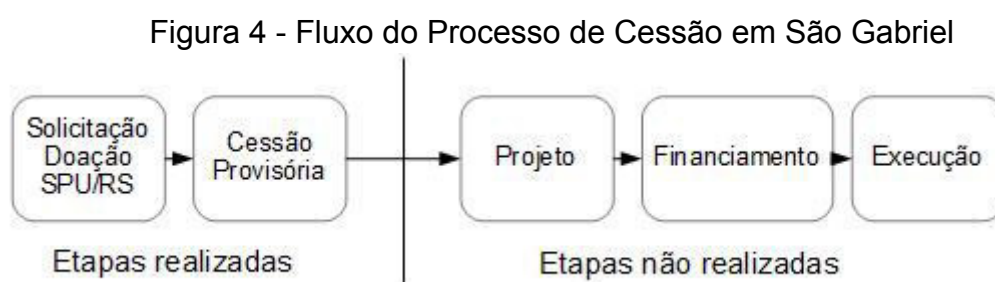 Figura 4 - Fluxo do Processo de Cessão em São Gabriel
Solicitação
Doação
SPU/RS
Cessão
Provisória
Projeto
Financiamento
Execução
Etapas realizadas
Etapas não realizadas